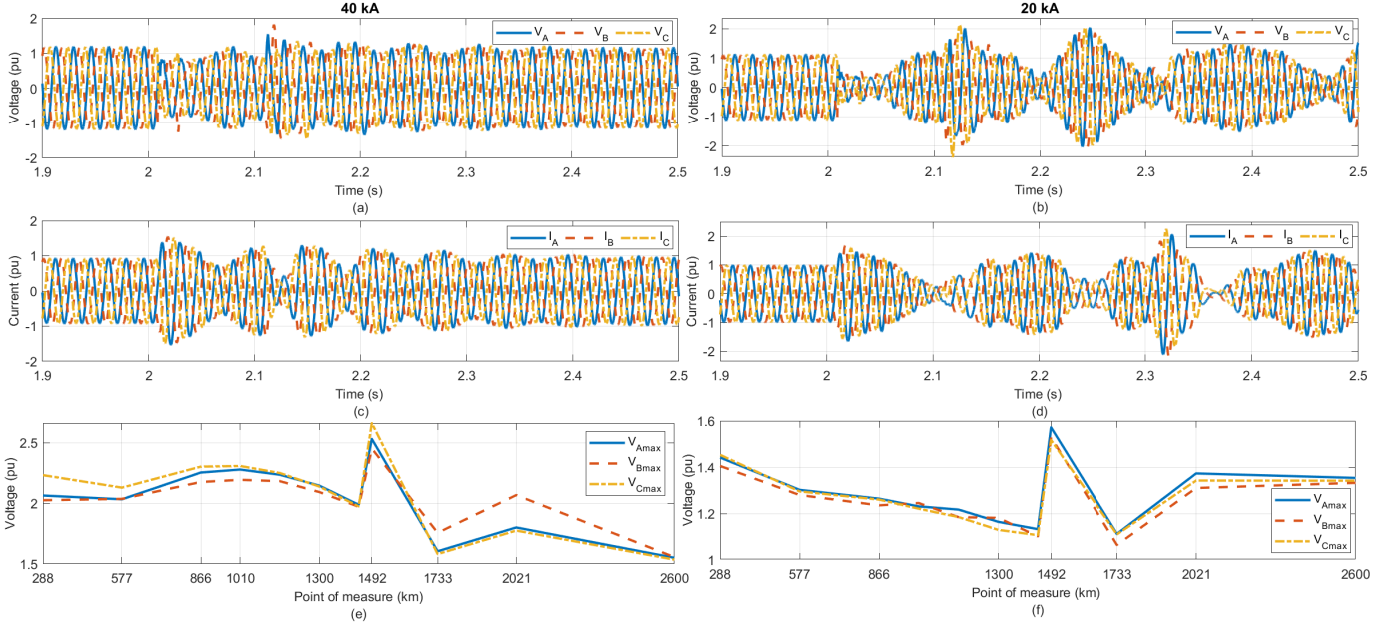 40 kA
20 kA
2
1
0
-1
-2
Voltage (pu)
V_A V_B V_C
1.9 2 2.1 2.2 2.3 2.4 2.5
Time (s)
(a)
2
1
0
-1
-2
Voltage (pu)
V_A V_B V_C
1.9 2 2.1 2.2 2.3 2.4 2.5
Time (s)
(b)
2
1
0
-1
-2
Current (pu)
I_A I_B I_C
1.9 2 2.1 2.2 2.3 2.4 2.5
Time (s)
(c)
2
1
0
-1
-2
Current (pu)
I_A I_B I_C
1.9 2 2.1 2.2 2.3 2.4 2.5
Time (s)
(d)
2.5
2
1.5
Voltage (pu)
V_Amax
V_Bmax
V_Cmax
288 577 866 1010 1300 1492 1733 2021 2600
Point of measure (km)
(e)
1.6
1.4
1.2
1
Voltage (pu)
V_Amax
V_Bmax
V_Cmax
288 577 866 1300 1492 1733 2021 2600
Point of measure (km)
(f)